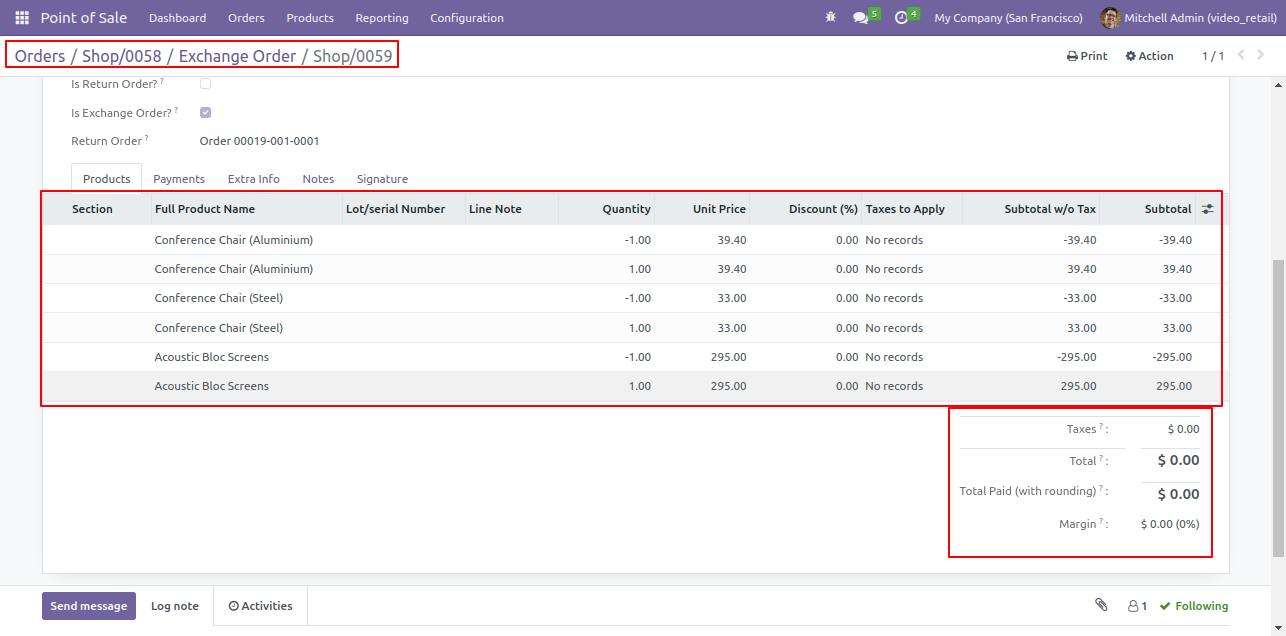 Point of Sale Dashboard Orders Products Reporting Configuration 5 4 My Company (San Francisco) Mitchell Admin (video_retail)
Orders / Shop/0058 / Exchange Order / Shop/0059 Print Action 1 / 1
Is Return Order? ?
Is Exchange Order? ?
Return Order ? Order 00019-001-0001
Products Payments Extra Info Notes Signature
Section Full Product Name Lot/serial Number Line Note Quantity Unit Price Discount (%) Taxes to Apply Subtotal w/o Tax Subtotal
Conference Chair (Aluminium) -1.00 39.40 0.00 No records -39.40 -39.40
Conference Chair (Aluminium) 1.00 39.40 0.00 No records 39.40 39.40
Conference Chair (Steel) -1.00 33.00 0.00 No records -33.00 -33.00
Conference Chair (Steel) 1.00 33.00 0.00 No records 33.00 33.00
Acoustic Bloc Screens -1.00 295.00 0.00 No records -295.00 -295.00
Acoustic Bloc Screens 1.00 295.00 0.00 No records 295.00 295.00
Taxes ? : $ 0.00
Total ? : $ 0.00
Total Paid (with rounding) ? : $ 0.00
Margin ? : $ 0.00 (0%)
Send message Log note Activities 1 Following